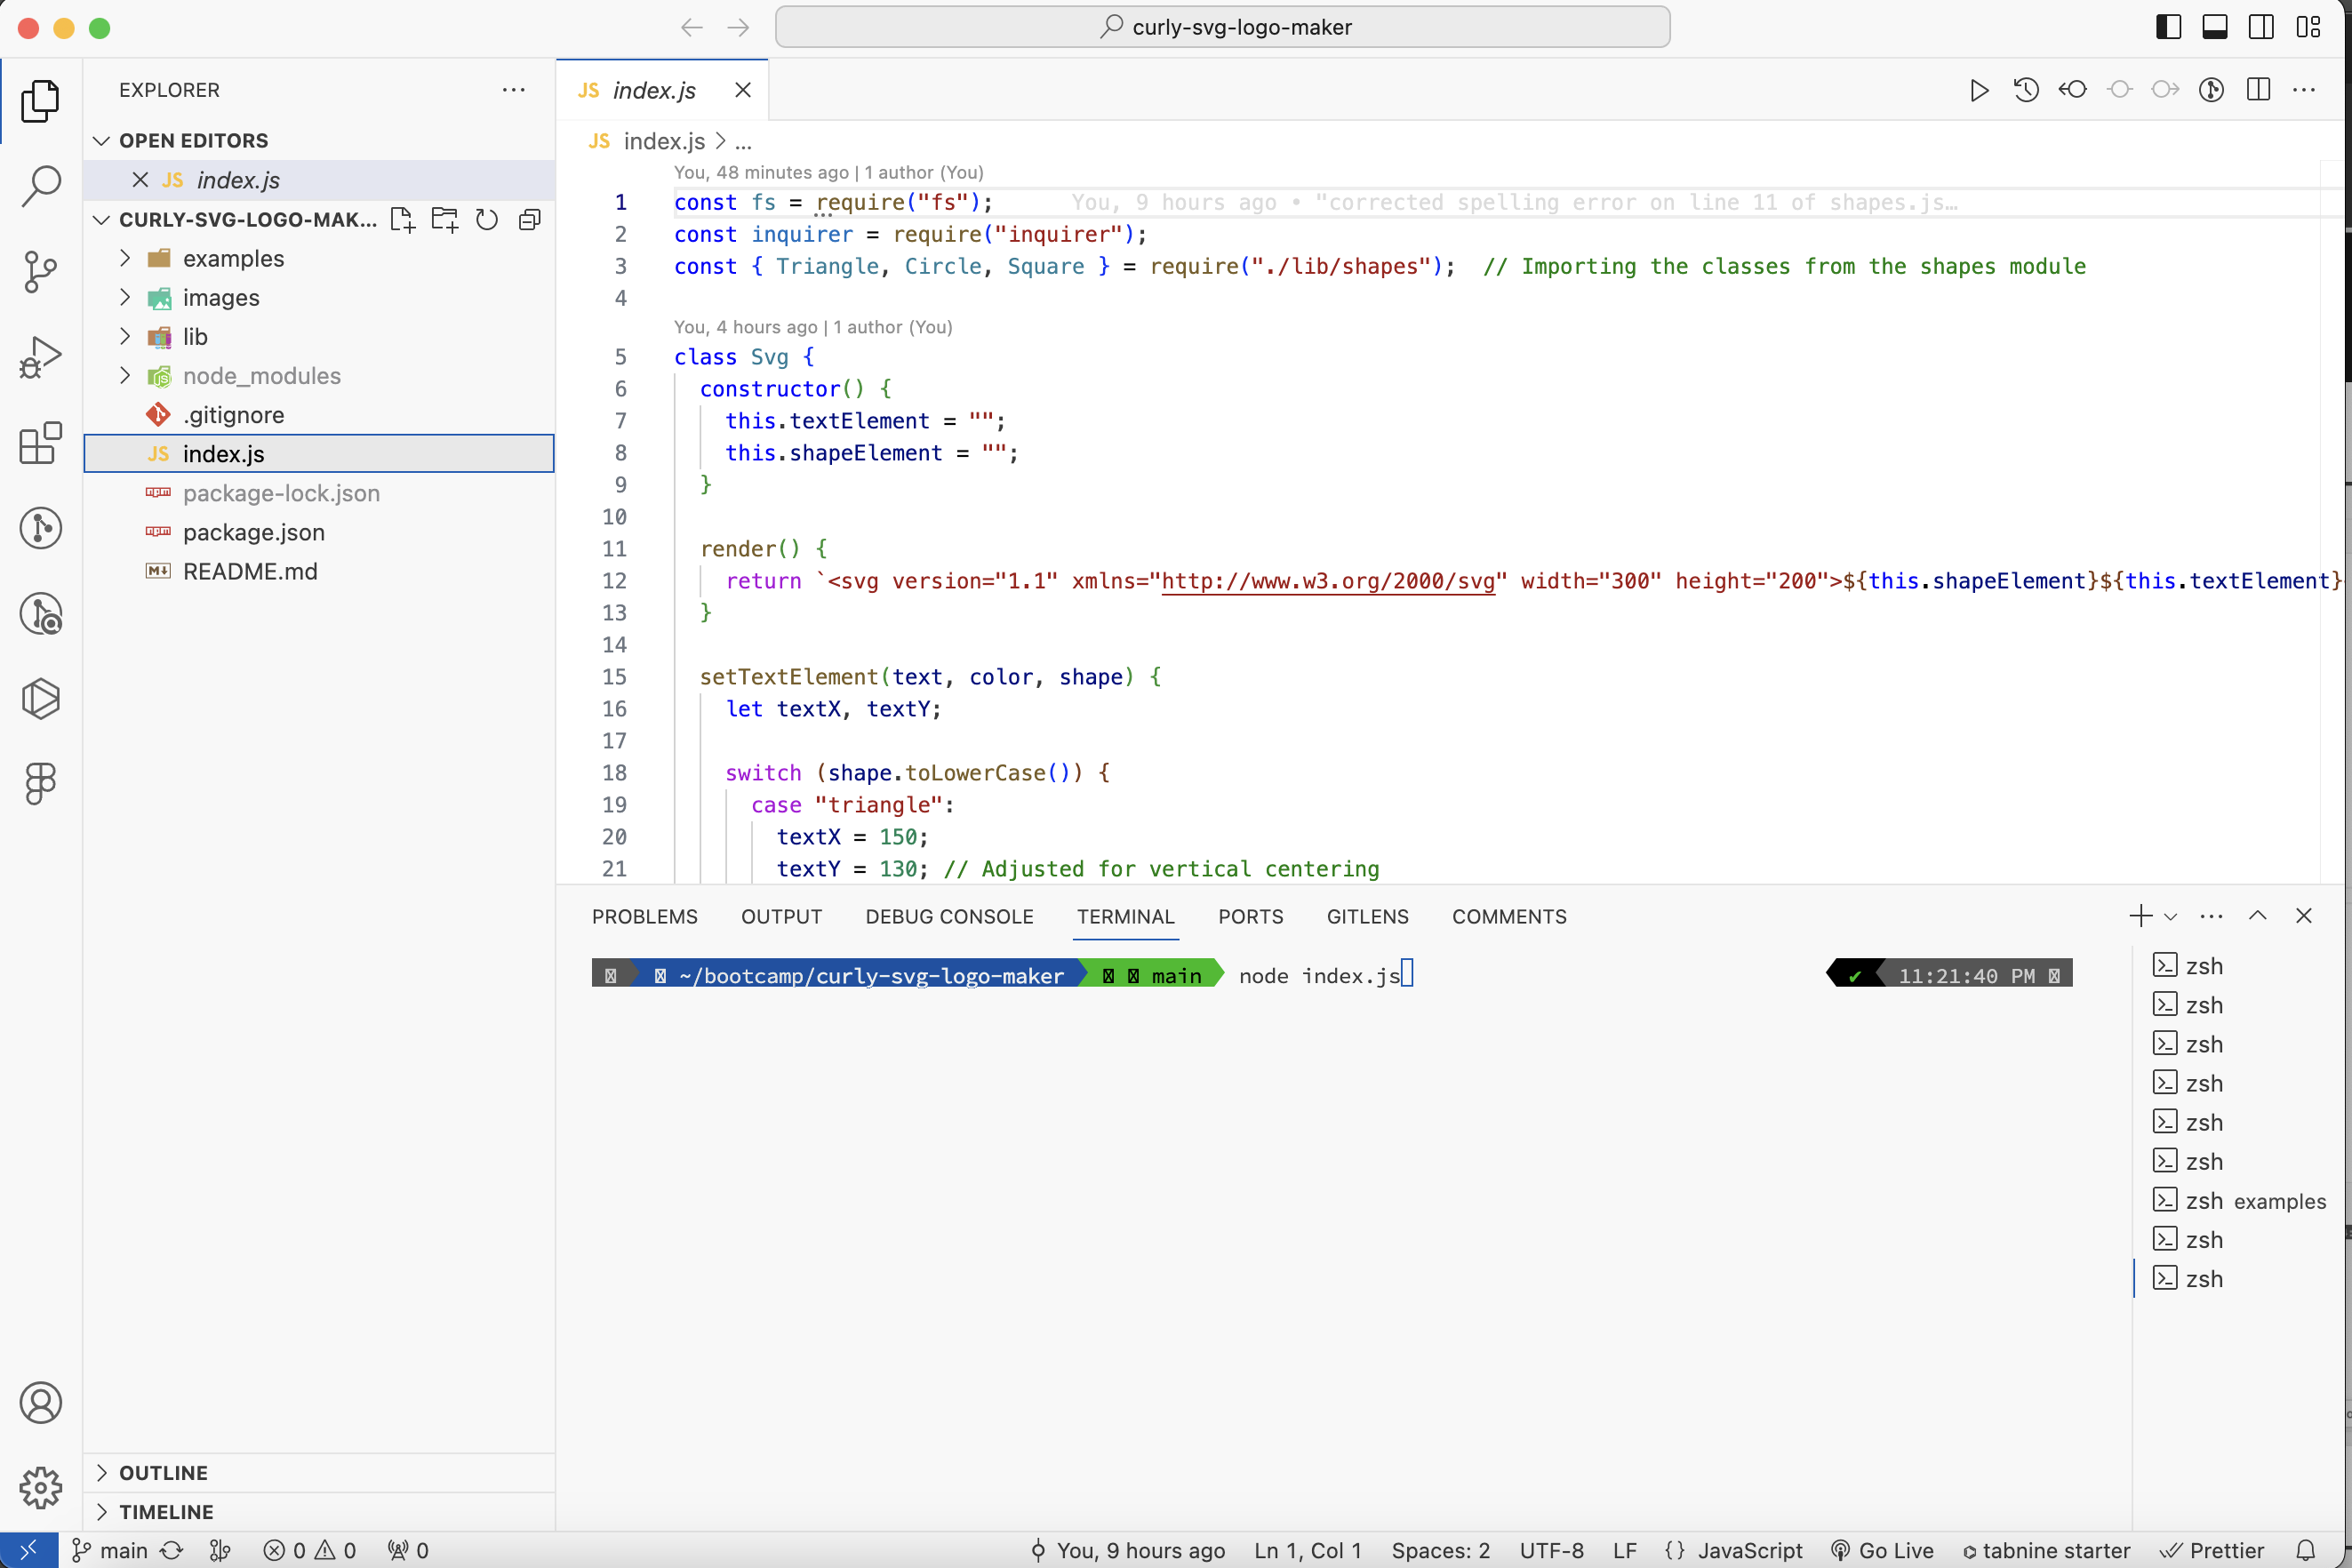 curly-svg-logo-maker
EXPLORER
OPEN EDITORS
JS index.js
CURLY-SVG-LOGO-MAK...
examples
images
lib
node_modules
.gitignore
JS index.js
package-lock.json
package.json
README.md
OUTLINE
TIMELINE
JS index.js
JS index.js > ...
You, 48 minutes ago | 1 author (You)
1 const fs = require("fs"); You, 9 hours ago • "corrected spelling error on line 11 of shapes.js…
2 const inquirer = require("inquirer");
3 const { Triangle, Circle, Square } = require("./lib/shapes"); // Importing the classes from the shapes module
4
You, 4 hours ago | 1 author (You)
5 class Svg {
6 constructor() {
7 this.textElement = "";
8 this.shapeElement = "";
9 }
10
11 render() {
12 return `<svg version="1.1" xmlns="http://www.w3.org/2000/svg" width="300" height="200">${this.shapeElement}${this.textElement}
13 }
14
15 setTextElement(text, color, shape) {
16 let textX, textY;
17
18 switch (shape.toLowerCase()) {
19 case "triangle":
20 textX = 150;
21 textY = 130; // Adjusted for vertical centering
PROBLEMS OUTPUT DEBUG CONSOLE TERMINAL PORTS GITLENS COMMENTS
~/bootcamp/curly-svg-logo-maker main node index.js ✔ 11:21:40 PM
zsh
zsh
zsh
zsh
zsh
zsh
zsh examples
zsh
zsh
main 0 0 0 You, 9 hours ago Ln 1, Col 1 Spaces: 2 UTF-8 LF {} JavaScript Go Live tabnine starter Prettier